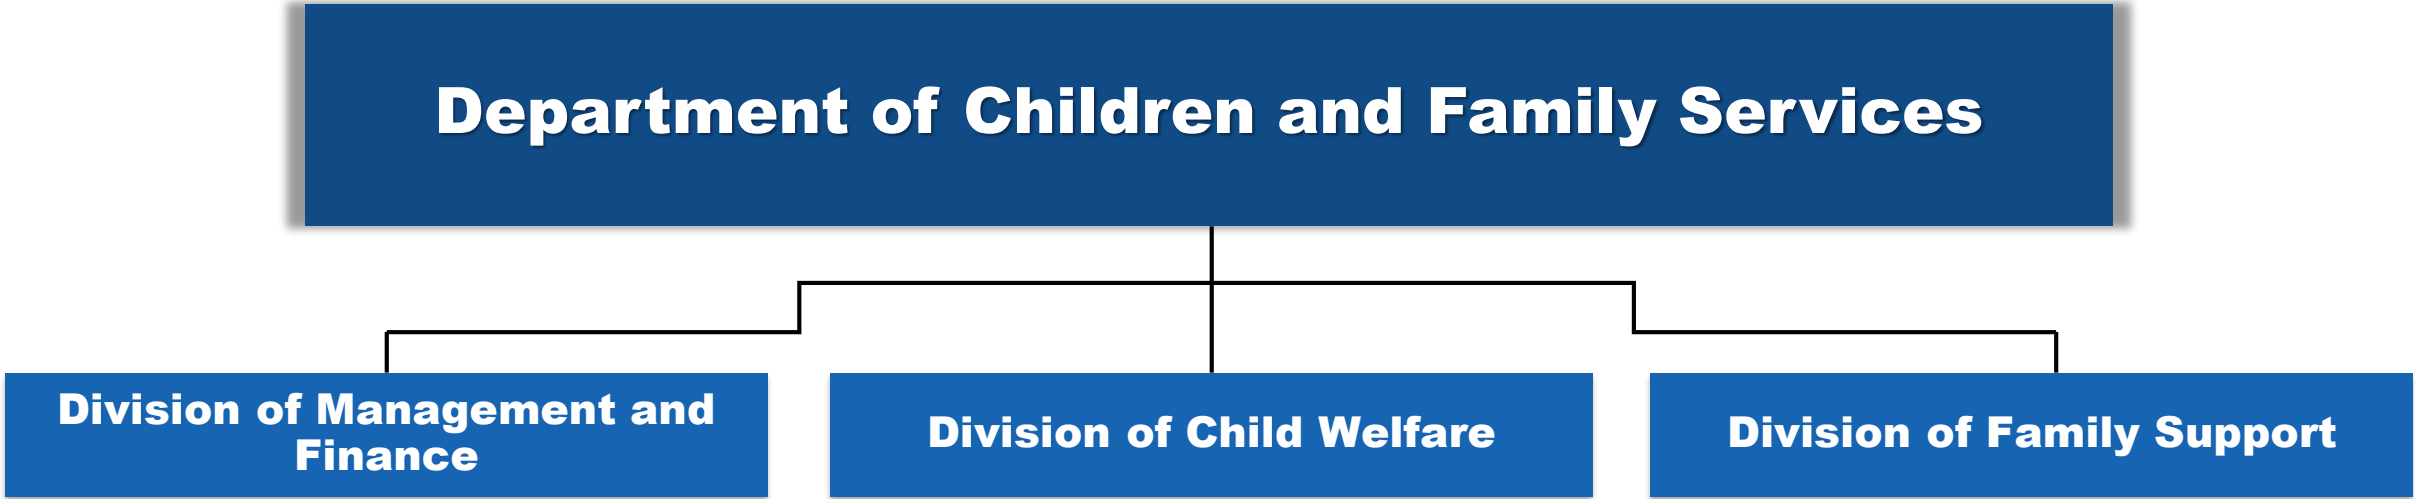 Department of Children and Family Services
Division of Management and
Finance
Division of Child Welfare
Division of Family Support